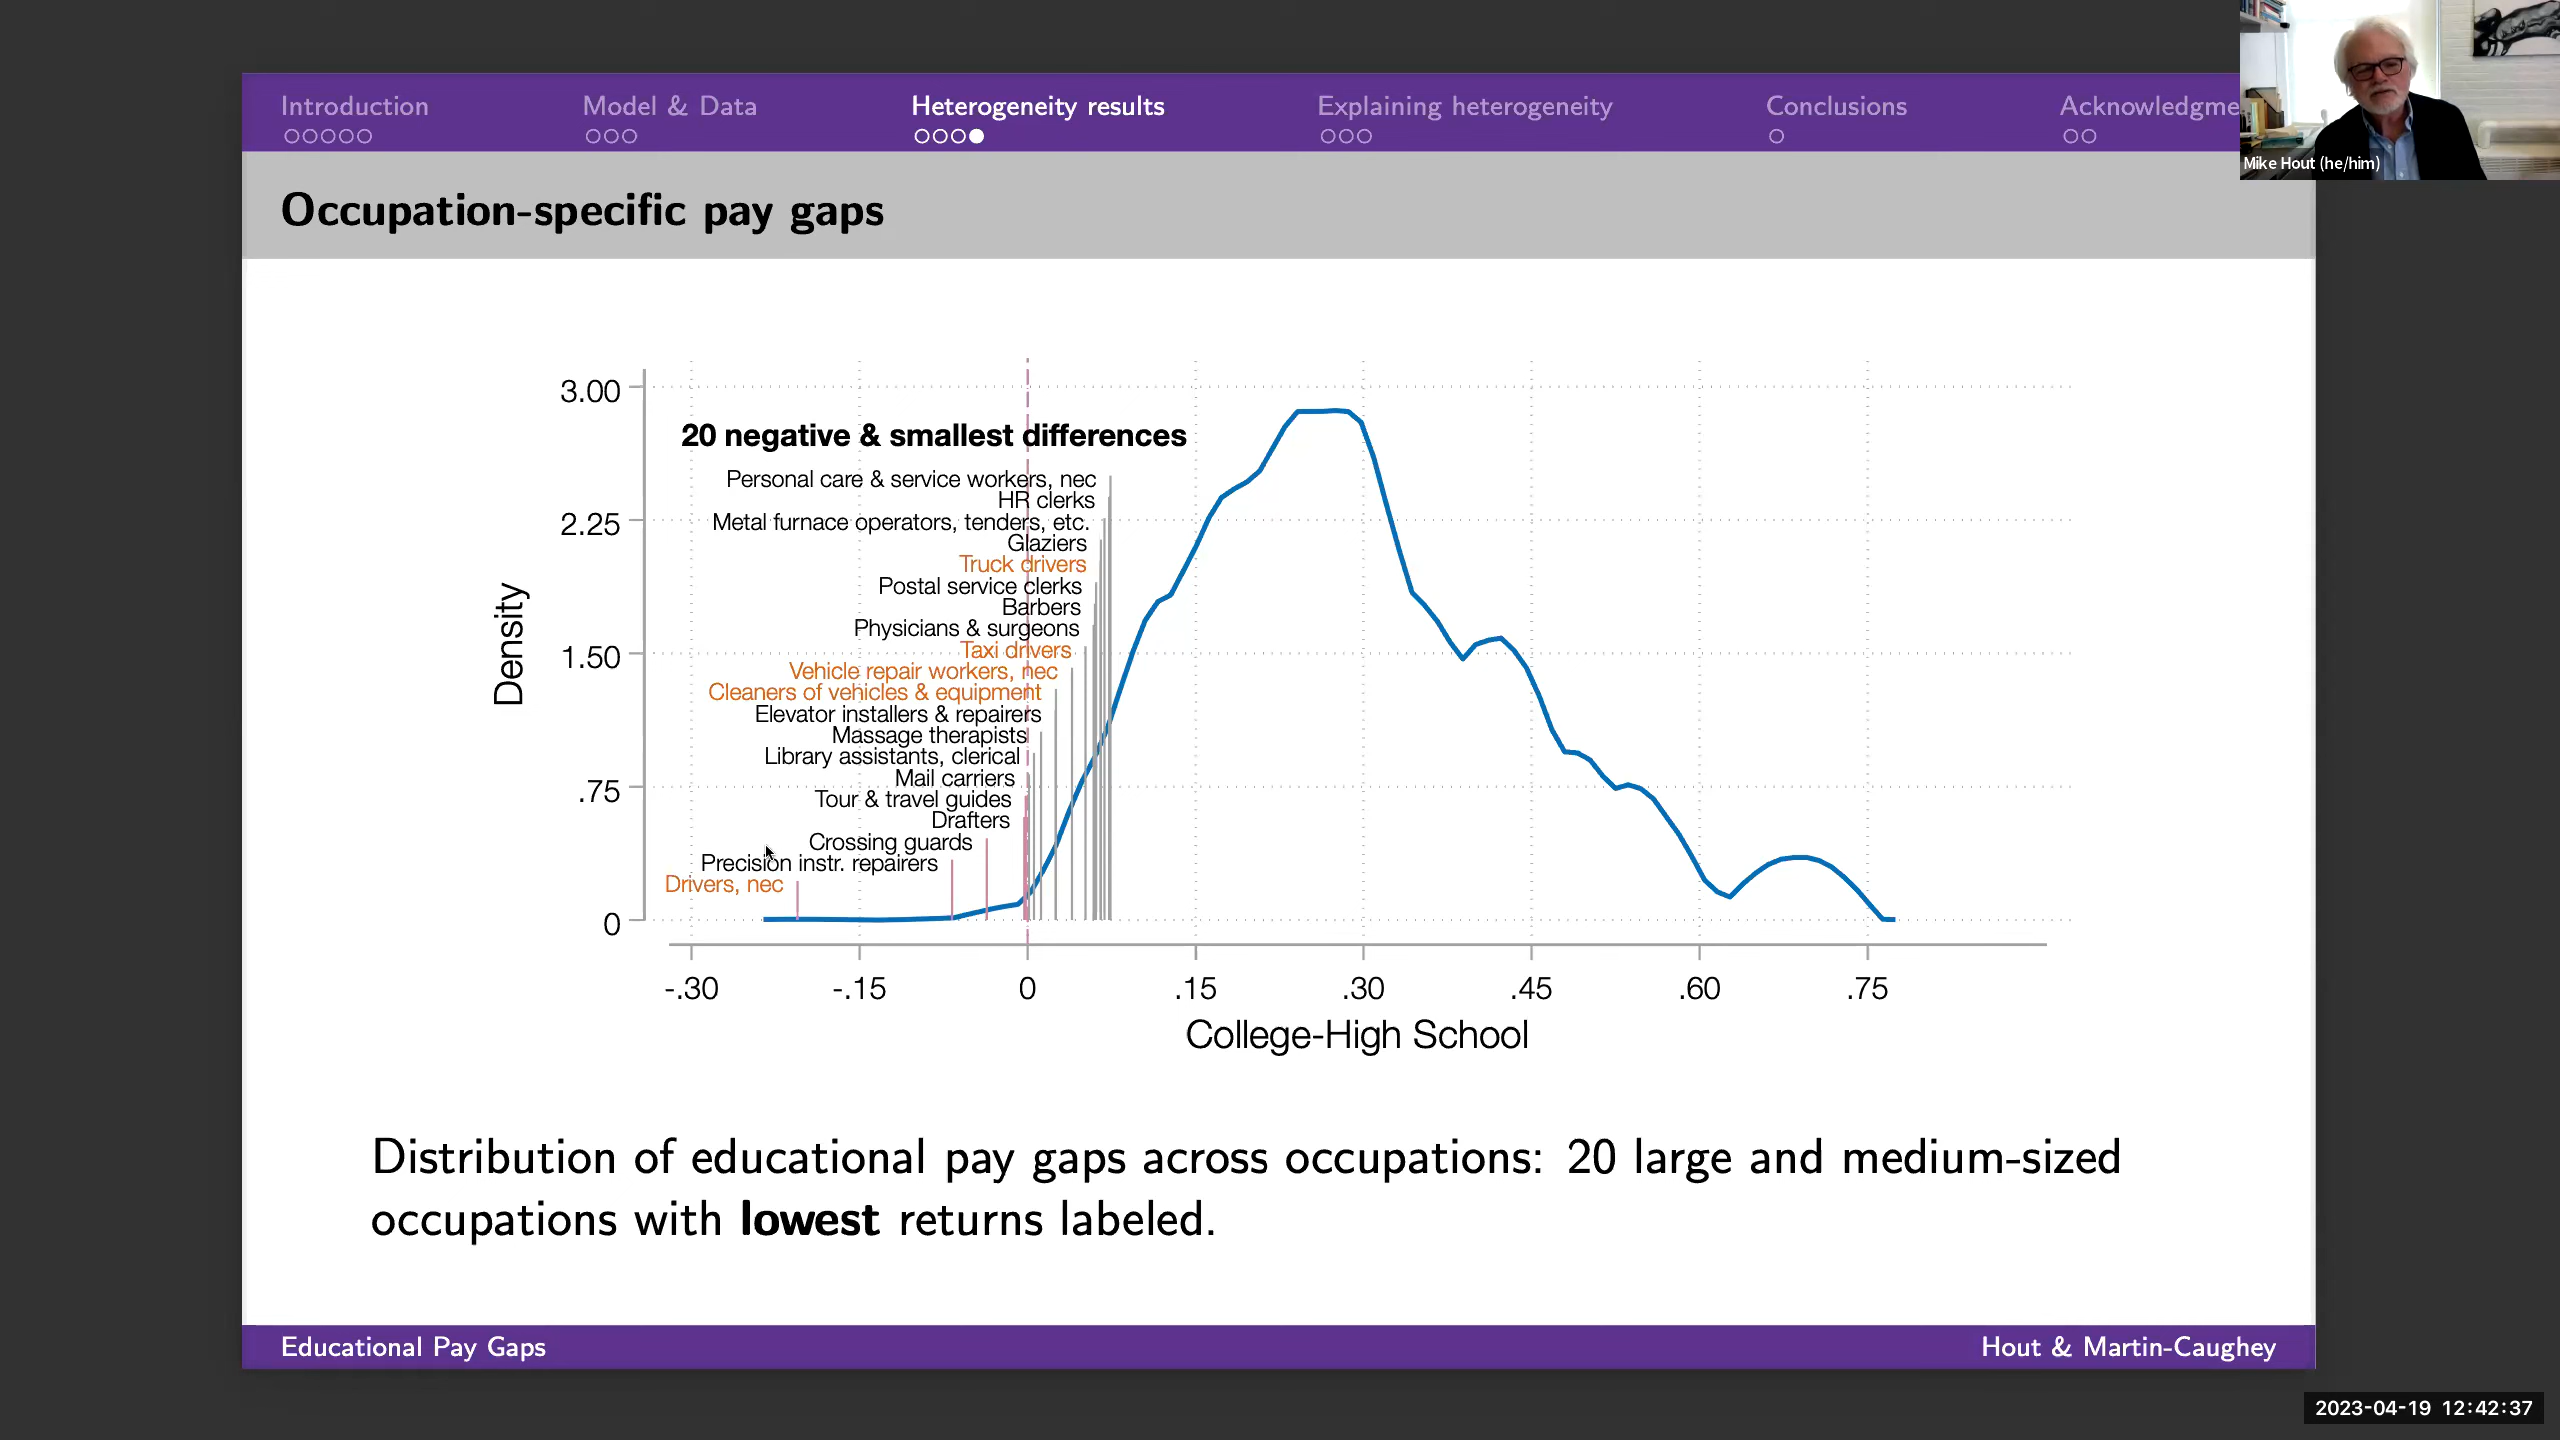 Introduction
Model & Data
Heterogeneity results
Explaining heterogeneity
Conclusions
Acknowledgme
Mike Hout (he/him)
Occupation-specific pay gaps
3.00
2.25
1.50
.75
0
Density
20 negative & smallest differences
Personal care & service workers, nec
HR clerks
Metal furnace operators, tenders, etc.
Glaziers
Truck drivers
Postal service clerks
Barbers
Physicians & surgeons
Taxi drivers
Vehicle repair workers, nec
Cleaners of vehicles & equipment
Elevator installers & repairers
Massage therapists
Library assistants, clerical
Mail carriers
Tour & travel guides
Drafters
Crossing guards
Precision instr. repairers
Drivers, nec
-.30
-.15
0
.15
.30
.45
.60
.75
College-High School
Distribution of educational pay gaps across occupations: 20 large and medium-sized
occupations with lowest returns labeled.
Educational Pay Gaps
Hout & Martin-Caughey
2023-04-19 12:42:37